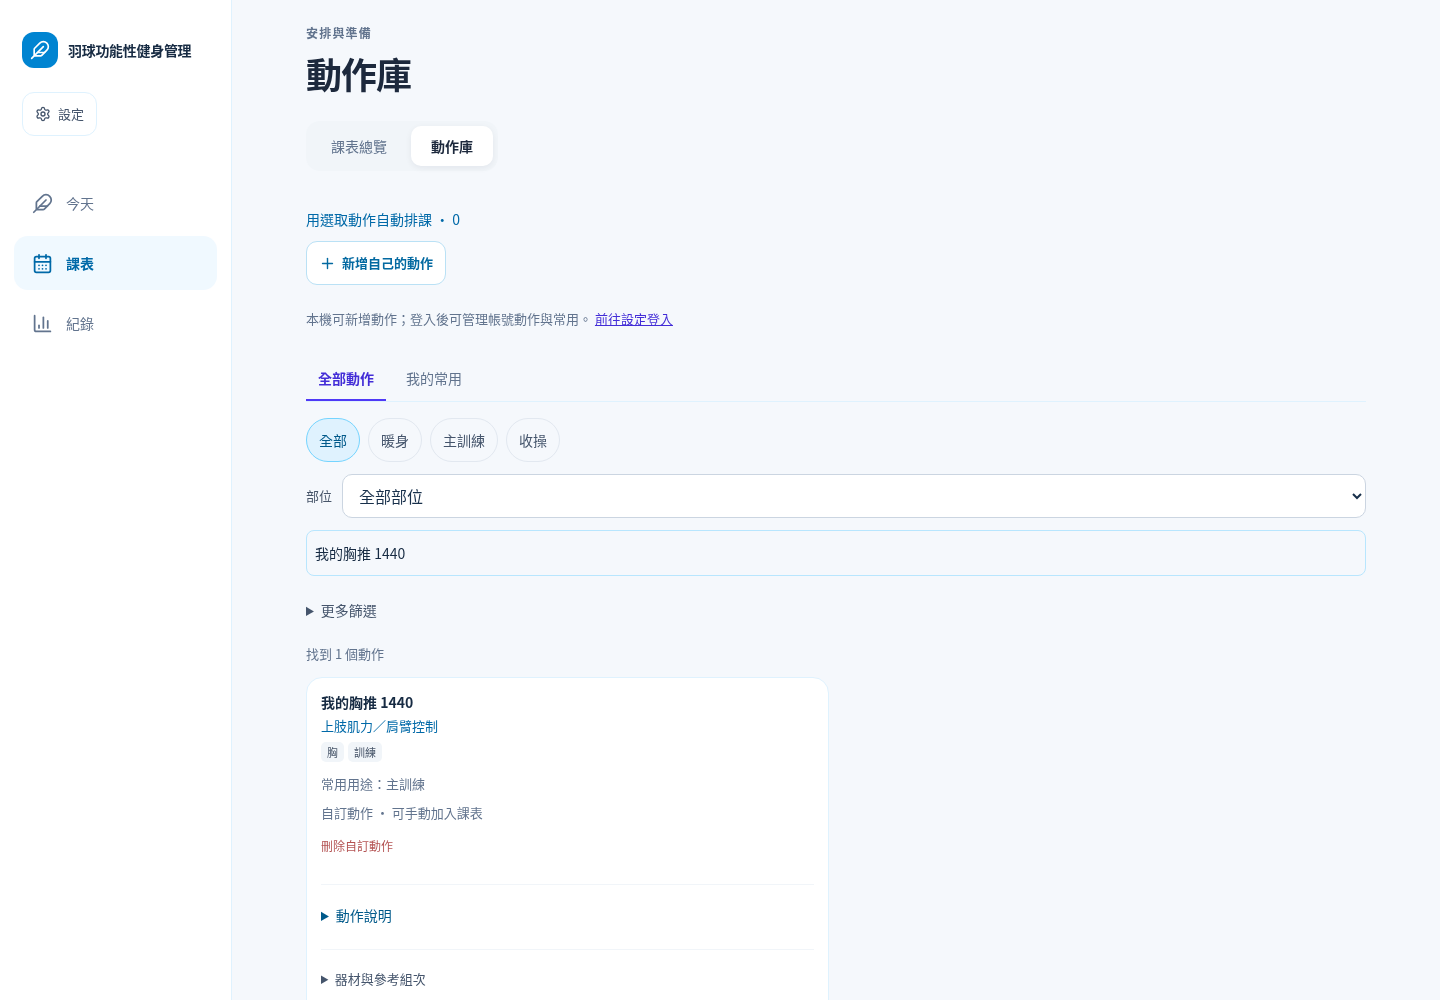 羽球功能性健身管理
設定
今天
課表
紀錄
安排與準備
動作庫
課表總覽
動作庫
用選取動作自動排課 · 0
新增自己的動作
本機可新增動作；登入後可管理帳號動作與常用。 前往設定登入
全部動作
我的常用
全部
暖身
主訓練
收操
部位
全部部位
我的胸推 1440
更多篩選
找到 1 個動作
我的胸推 1440
上肢肌力／肩臂控制
胸
訓練
常用用途：主訓練
自訂動作 · 可手動加入課表
刪除自訂動作
動作說明
器材與參考組次